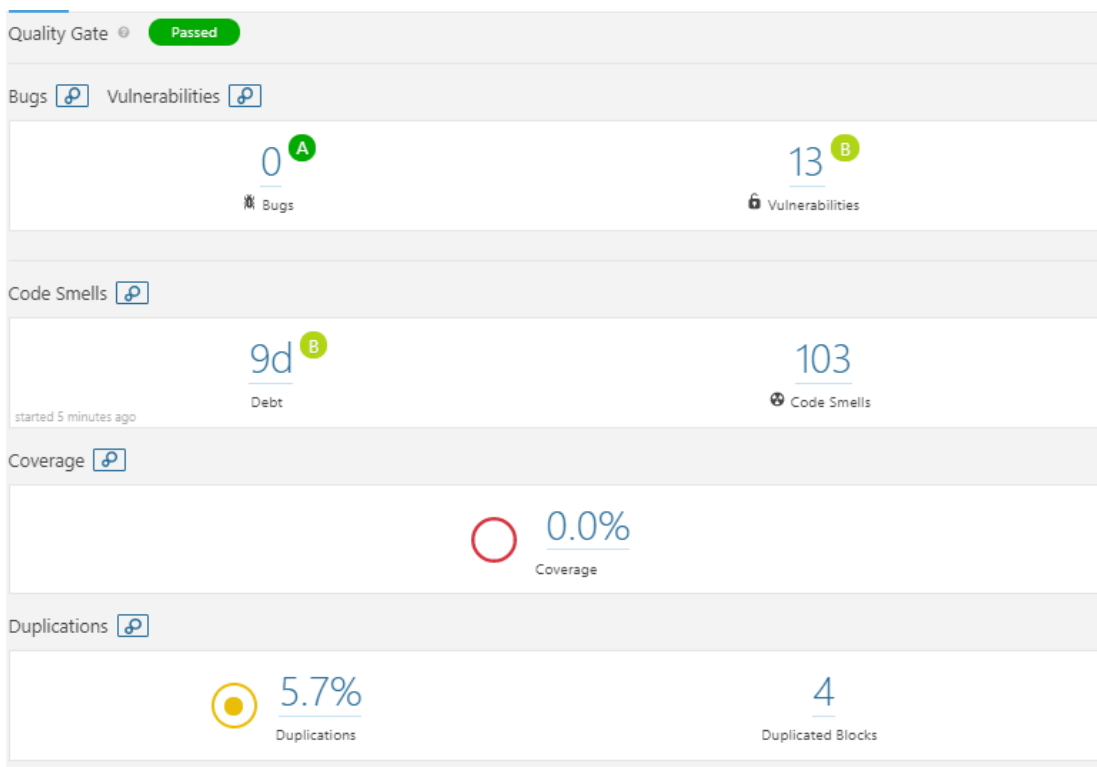 Quality Gate ? Passed
Bugs Vulnerabilities
0 A
Bugs
13 B
Vulnerabilities
Code Smells
9d B
Debt
103
Code Smells
started 5 minutes ago
Coverage
0.0%
Coverage
Duplications
5.7%
Duplications
4
Duplicated Blocks